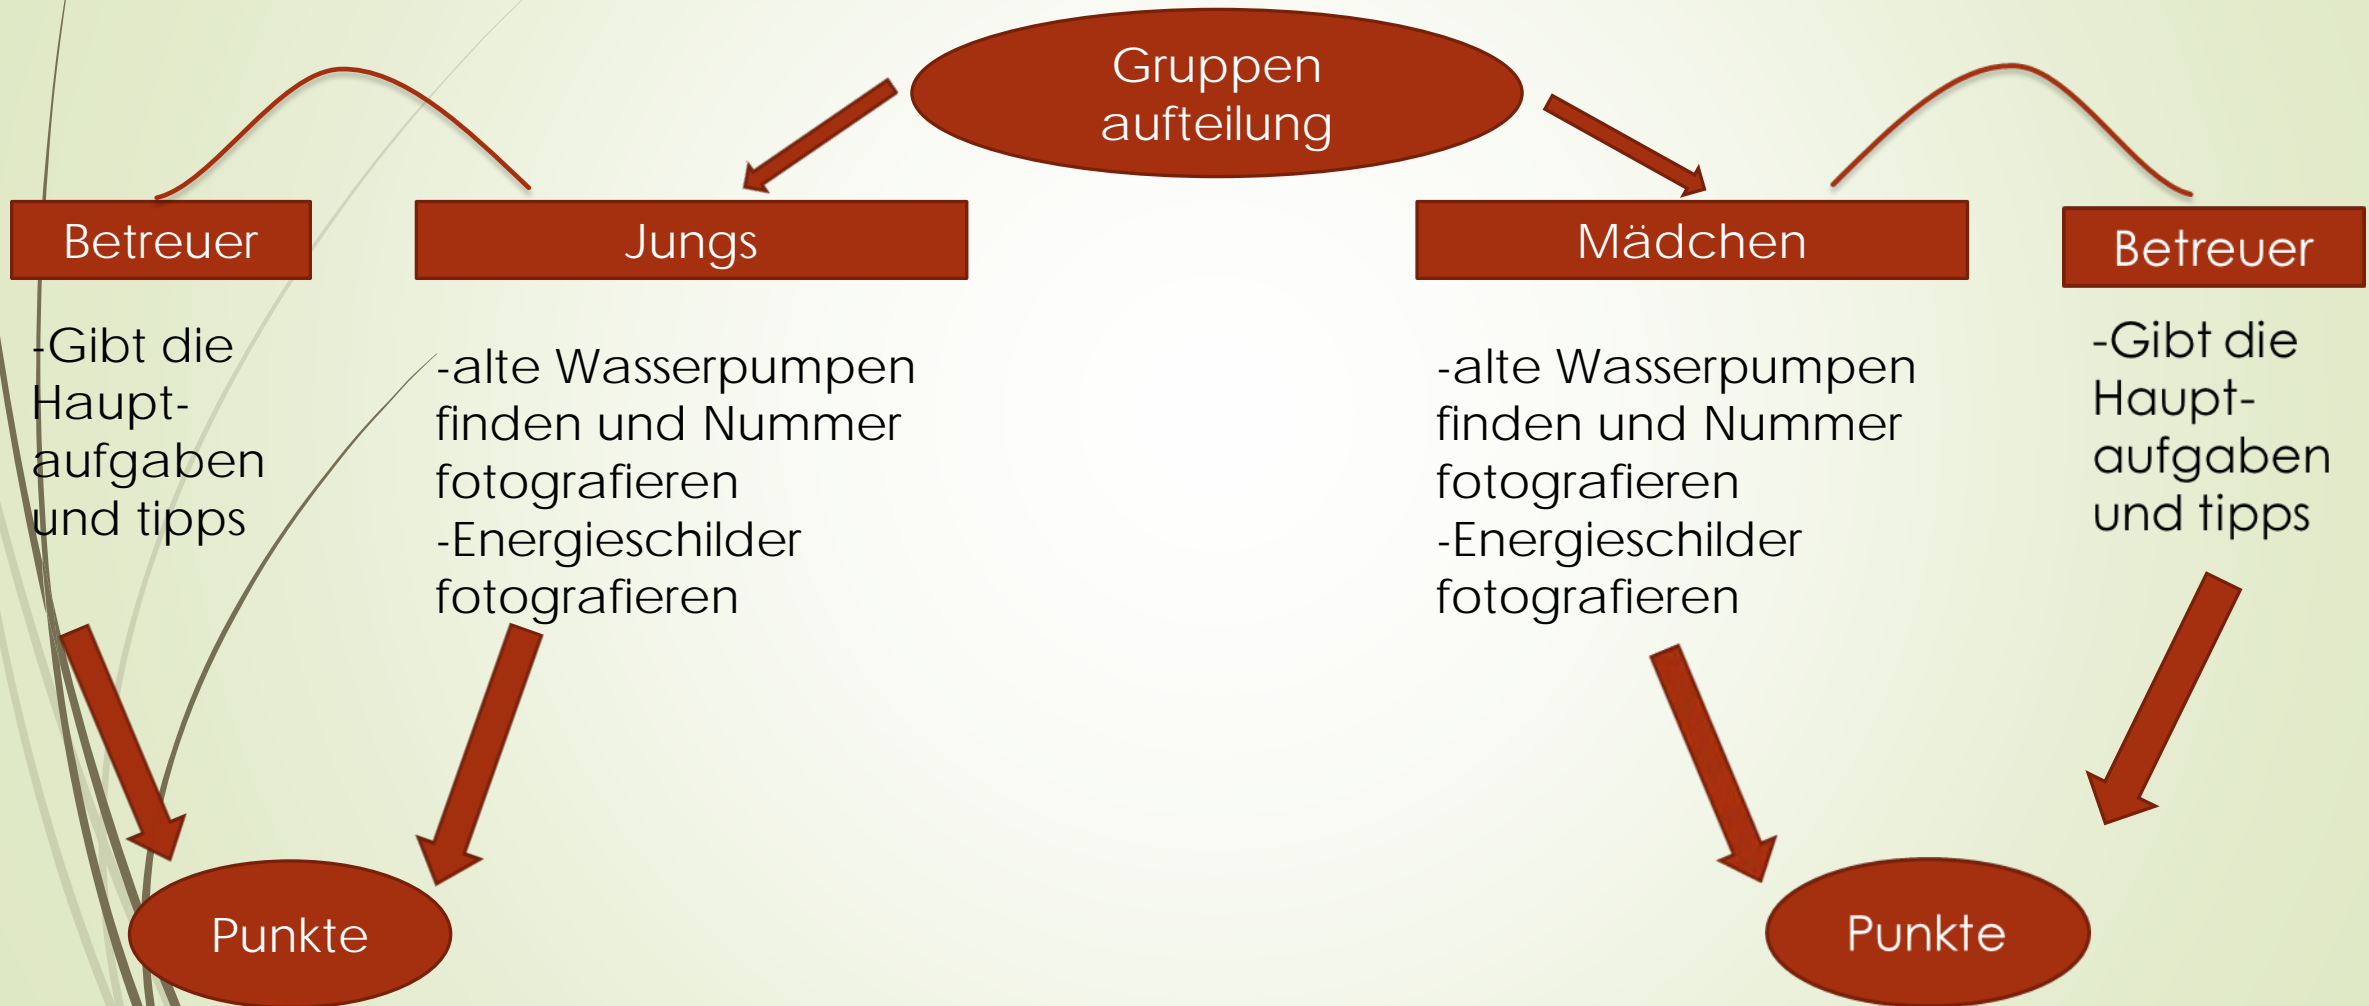 Gruppen
aufteilung
Betreuer
Jungs
Mädchen
Betreuer
-Gibt die
Haupt-
aufgaben
und tipps
-alte Wasserpumpen
finden und Nummer
fotografieren
-Energieschilder
fotografieren
-alte Wasserpumpen
finden und Nummer
fotografieren
-Energieschilder
fotografieren
-Gibt die
Haupt-
aufgaben
und tipps
Punkte
Punkte